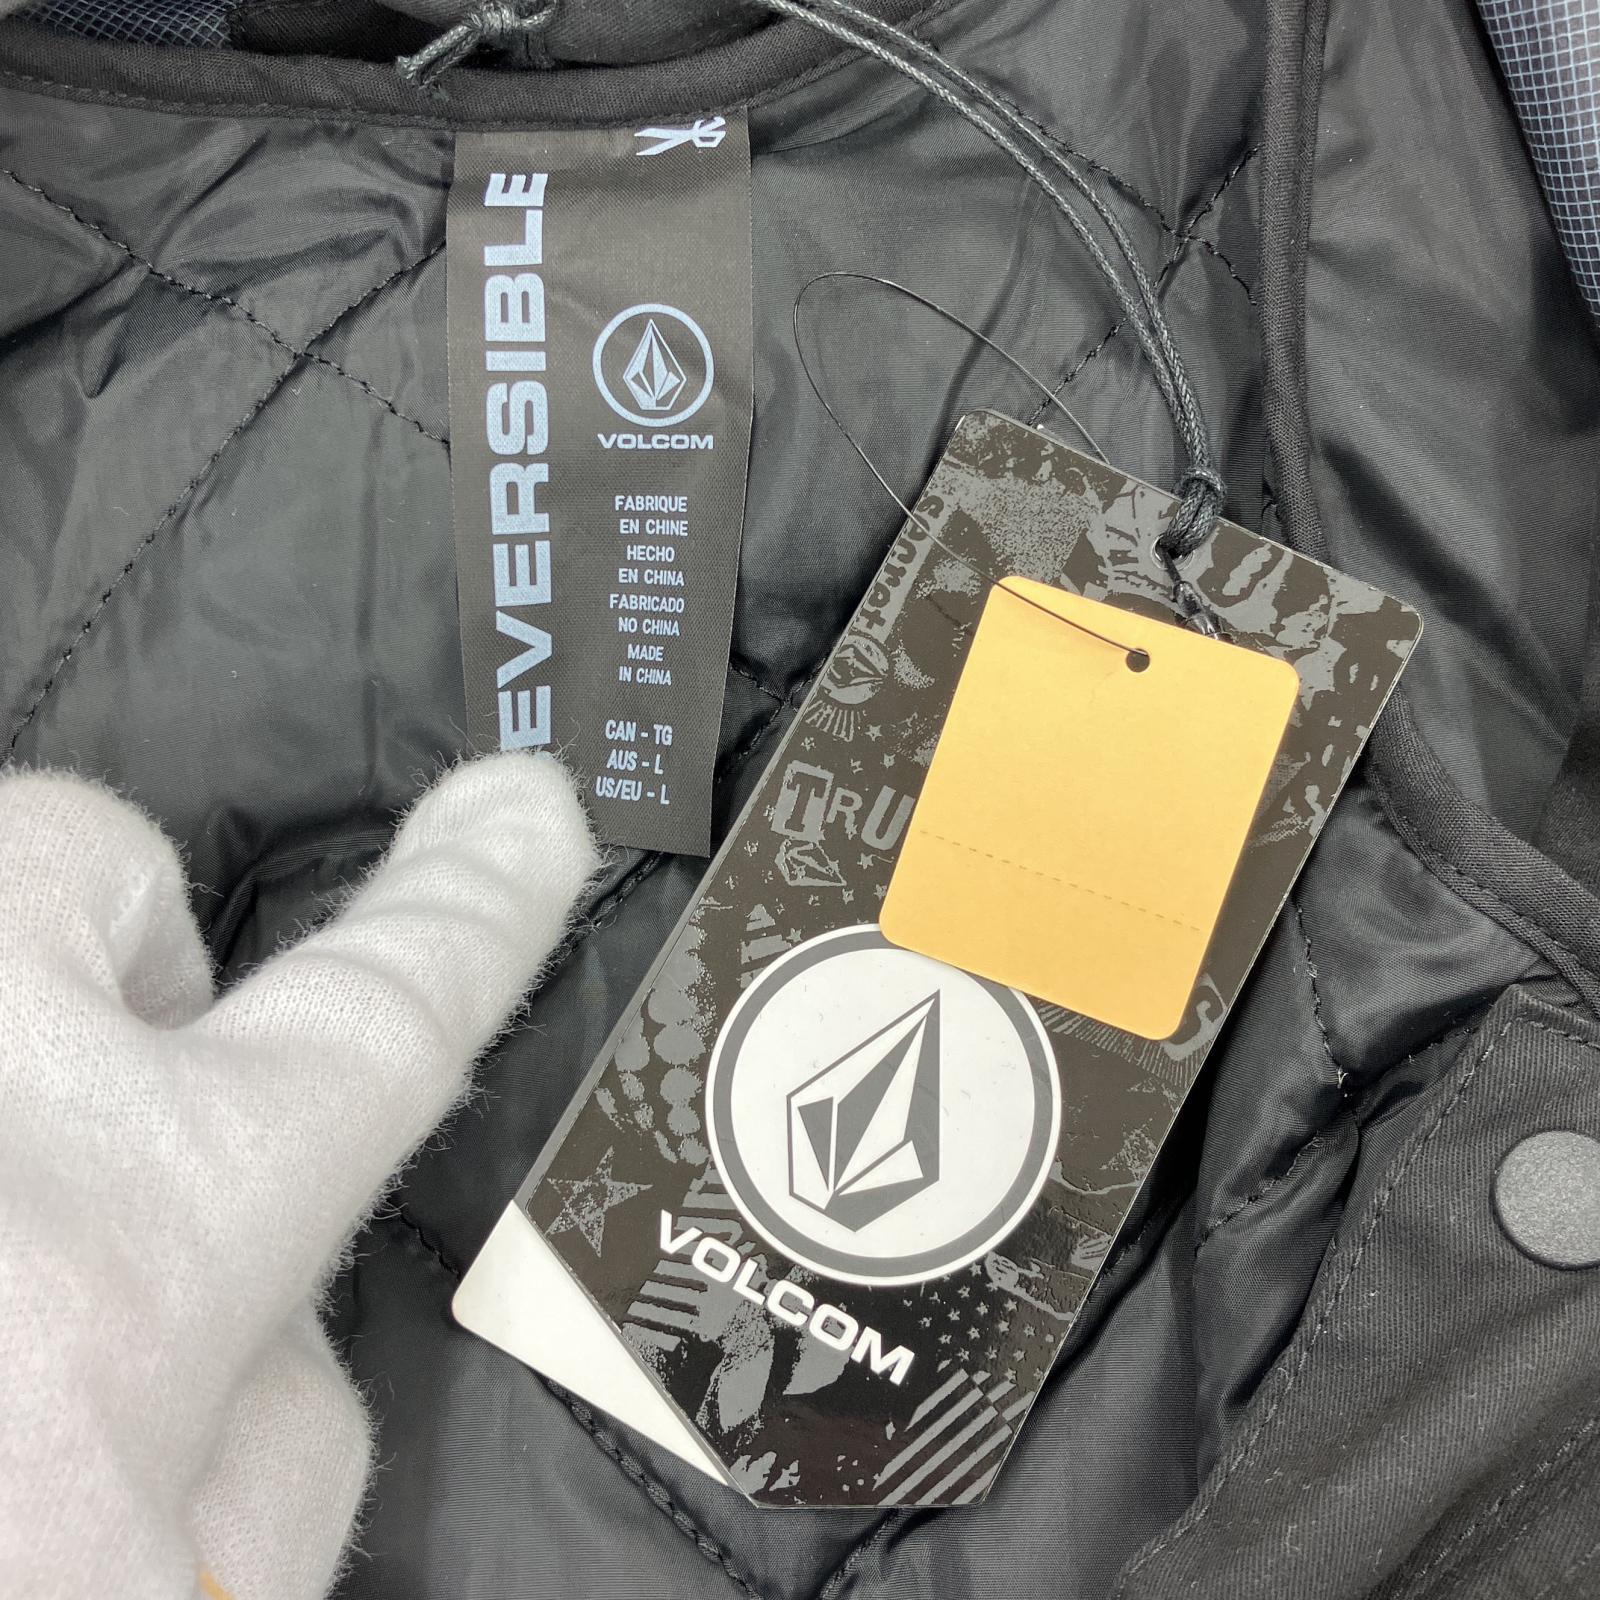 EVERSIBLE
VOLCOM
FABRIQUE
EN CHINE
HECHO
EN CHINA
FABRICADO
NO CHINA
MADE
IN CHINA
CAN - TG
AUS - L
US/EU - L
TRU
VOLCOM